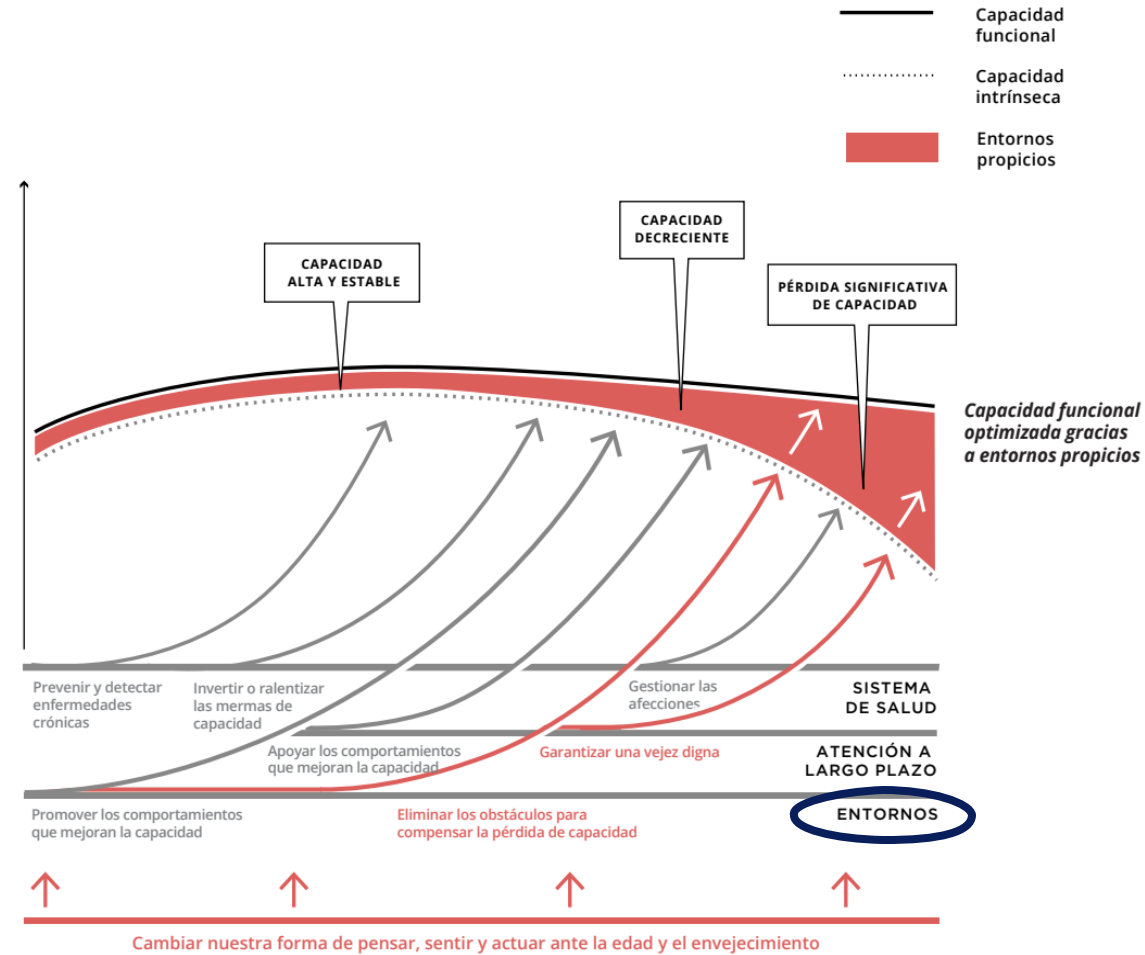 Capacidad
funcional
Capacidad
intrínseca
Entornos
propicios
CAPACIDAD
ALTA Y ESTABLE
CAPACIDAD
DECRECIENTE
PÉRDIDA SIGNIFICATIVA
DE CAPACIDAD
Capacidad funcional
optimizada gracias
a entornos propicios
Prevenir y detectar
enfermedades
crónicas
Invertir o ralentizar
las mermas de
capacidad
Gestionar las
afecciones
SISTEMA
DE SALUD
Apoyar los comportamientos
que mejoran la capacidad
Garantizar una vejez digna
ATENCIÓN A
LARGO PLAZO
Promover los comportamientos
que mejoran la capacidad
Eliminar los obstáculos para
compensar la pérdida de capacidad
ENTORNOS
Cambiar nuestra forma de pensar, sentir y actuar ante la edad y el envejecimiento